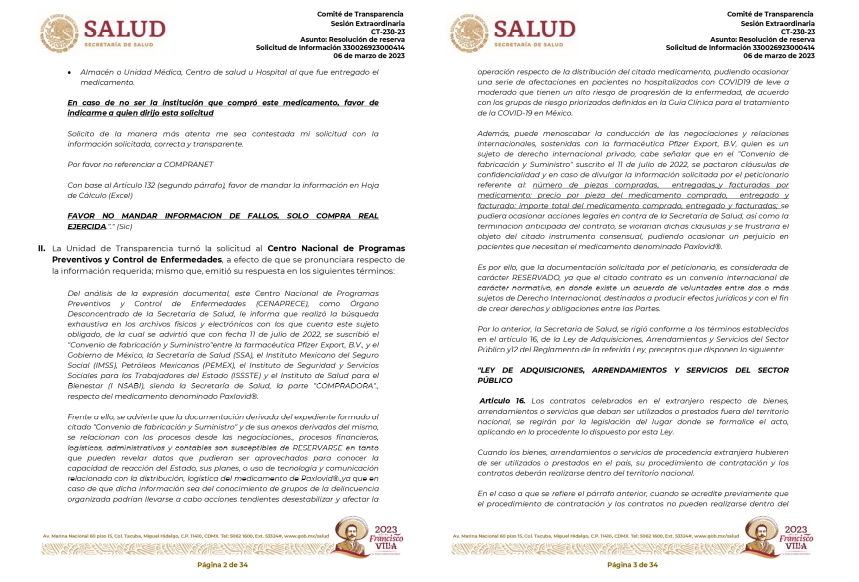 SALUD
SECRETARÍA DE SALUD
Comité de Transparencia
Sesión Extraordinaria
CT-230-23
Asunto: Resolución de reserva
Solicitud de Información 330026923000414
06 de marzo de 2023
• Almacén o Unidad Médica, Centro de salud u Hospital al que fue entregado el
medicamento.
En caso de no ser la institución que compró este medicamento, favor de
indicarme a quien dirijo esta solicitud
Solicito de la manera más atenta me sea contestada mi solicitud con la
información solicitada, correcta y transparente.
Por favor no referenciar a COMPRANET
Con base al Artículo 132 (segundo párrafo), favor de mandar la información en Hoja
de Cálculo (Excel)
FAVOR NO MANDAR INFORMACION DE FALLOS, SOLO COMPRA REAL
EJERCIDA"." (Sic)
II. La Unidad de Transparencia turnó la solicitud al Centro Nacional de Programas
Preventivos y Control de Enfermedades, a efecto de que se pronunciara respecto de
la información requerida; mismo que, emitió su respuesta en los siguientes términos:
Del análisis de la expresión documental, este Centro Nacional de Programas
Preventivos y Control de Enfermedades (CENAPRECE), como Organo
Desconcentrado de la Secretaría de Salud, le informa que realizó la búsqueda
exhaustiva en los archivos físicos y electrónicos con los que cuenta este sujeto
obligado, de la cual se advirtió que con fecha 11 de julio de 2022, se suscribió el
"Convenio de fabricación y Suministro"entre la farmacéutica Pfizer Export, B.V., y el
Gobierno de México, la Secretaría de Salud (SSA), el Instituto Mexicano del Seguro
Social (IMSS), Petróleos Mexicanos (PEMEX), el Instituto de Seguridad y Servicios
Sociales para los Trabajadores del Estado (ISSSTE) y el Instituto de Salud para el
Bienestar (I NSABI), siendo la Secretaría de Salud, la parte "COMPRADORA".,
respecto del medicamento denominado Paxlovid®.
Frente a ello, se advierte que la documentación derivada del expediente formado al
citado "Convenio de fabricación y Suministro" y de sus anexos derivados del mismo,
se relacionan con los procesos desde las negociaciones., procesos financieros,
logísticos, administrativos y contables son susceptibles de RESERVARSE en tanto
que pueden revelar datos que pudieran ser aprovechados para conocer la
capacidad de reacción del Estado, sus planes, o uso de tecnología y comunicación
relacionada con la distribución, logística del medicamento de Paxlovid®.,ya que en
caso de que dicha información sea del conocimiento de grupos de la delincuencia
organizada podrían llevarse a cabo acciones tendientes desestabilizar y afectar la
Av. Marina Nacional 60 piso 15, Col. Tacuba, Miguel Hidalgo, C.P. 11410, CDMX. Tel: 5062 1600, Ext. 53324#, www.gob.mx/salud
2023
Francisco
VILLA
Página 2 de 34
SALUD
SECRETARÍA DE SALUD
Comité de Transparencia
Sesión Extraordinaria
CT-230-23
Asunto: Resolución de reserva
Solicitud de Información 330026923000414
06 de marzo de 2023
operación respecto de la distribución del citado medicamento, pudiendo ocasionar
una serie de afectaciones en pacientes no hospitalizados con COVID19 de leve a
moderado que tienen un alto riesgo de progresión de la enfermedad, de acuerdo
con los grupos de riesgo priorizados definidos en la Guía Clínica para el tratamiento
de la COVID-19 en México.
Además, puede menoscabar la conducción de las negociaciones y relaciones
internacionales, sostenidas con la farmacéutica Pfizer Export, B.V, quien es un
sujeto de derecho internacional privado, cabe señalar que en el "Convenio de
fabricación y Suministro" suscrito el 11 de julio de 2022, se pactaron cláusulas de
confidencialidad y en caso de divulgar la información solicitada por el peticionario
referente al: número de piezas compradas, entregadas y facturadas por
medicamento; precio por pieza del medicamento comprado, entregado y
facturado; importe total del medicamento comprado, entregado y facturadas; se
pudiera ocasionar acciones legales en contra de la Secretaría de Salud, así como la
terminación anticipada del contrato, se violarían dichas clausulas y se frustraría el
objeto del citado instrumento consensual, pudiendo ocasionar un perjuicio en
pacientes que necesitan el medicamento denominado Paxlovid®.
Es por ello, que la documentación solicitada por el peticionario, es considerada de
carácter RESERVADO, ya que el citado contrato es un convenio internacional de
carácter normativo, en donde existe un acuerdo de voluntades entre dos o más
sujetos de Derecho Internacional, destinados a producir efectos jurídicos y con el fin
de crear derechos y obligaciones entre las Partes.
Por lo anterior, la Secretaría de Salud, se rigió conforme a los términos establecidos
en el artículo 16, de la Ley de Adquisiciones, Arrendamientos y Servicios del Sector
Público y12 del Reglamento de la referida Ley, preceptos que disponen lo siguiente:
"LEY DE ADQUISICIONES, ARRENDAMIENTOS Y SERVICIOS DEL SECTOR
PÚBLICO
Artículo 16. Los contratos celebrados en el extranjero respecto de bienes,
arrendamientos o servicios que deban ser utilizados o prestados fuera del territorio
nacional, se regirán por la legislación del lugar donde se formalice el acto,
aplicando en lo procedente lo dispuesto por esta Ley.
Cuando los bienes, arrendamientos o servicios de procedencia extranjera hubieren
de ser utilizados o prestados en el país, su procedimiento de contratación y los
contratos deberán realizarse dentro del territorio nacional.
En el caso a que se refiere el párrafo anterior, cuando se acredite previamente que
el procedimiento de contratación y los contratos no pueden realizarse dentro del
Av. Marina Nacional 60 piso 15, Col. Tacuba, Miguel Hidalgo, C.P. 11410, CDMX. Tel: 5062 1600, Ext. 53324#, www.gob.mx/salud
2023
Francisco
VILLA
Página 3 de 34